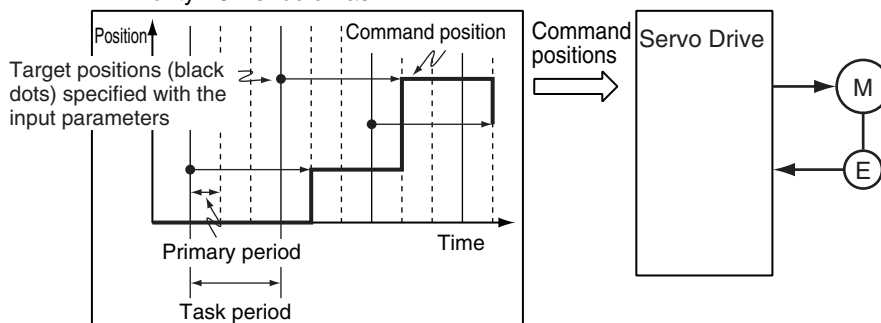 Position
Command position
Target positions (black
dots) specified with the
input parameters
Primary period
Time
Task period
Command
positions
Servo Drive
M
E